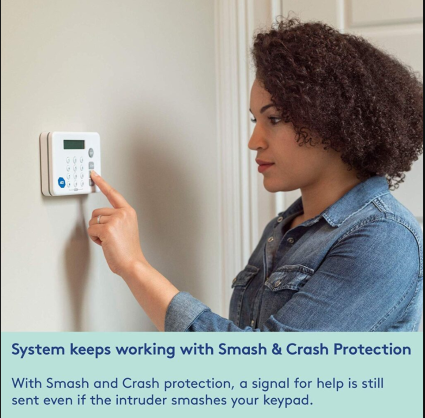 System keeps working with Smash & Crash Protection
With Smash and Crash protection, a signal for help is still
sent even if the intruder smashes your keypad.